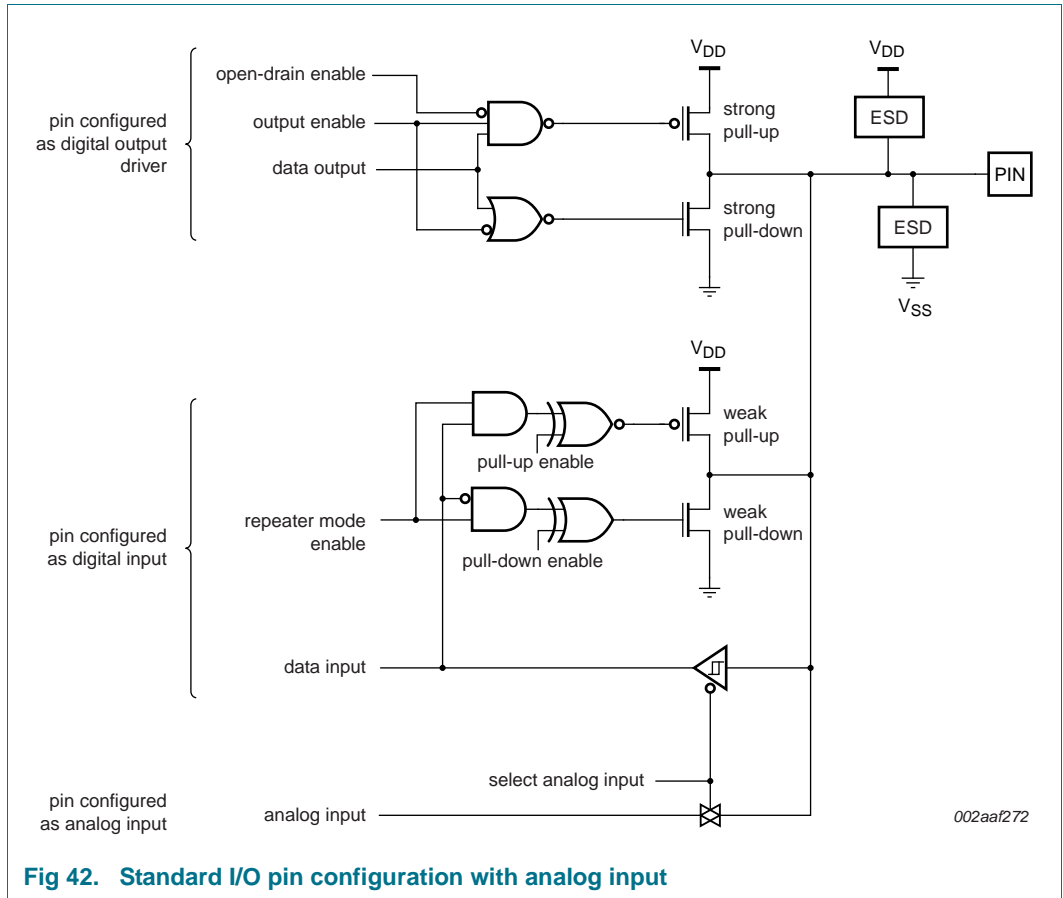 pin configured
as digital output
driver
open-drain enable
output enable
data output
VDD
strong
pull-up
strong
pull-down
VDD
ESD
PIN
ESD
VSS
pin configured
as digital input
VDD
weak
pull-up
pull-up enable
repeater mode
enable
weak
pull-down
pull-down enable
data input
select analog input
pin configured
as analog input
analog input
002aaf272
Fig 42. Standard I/O pin configuration with analog input